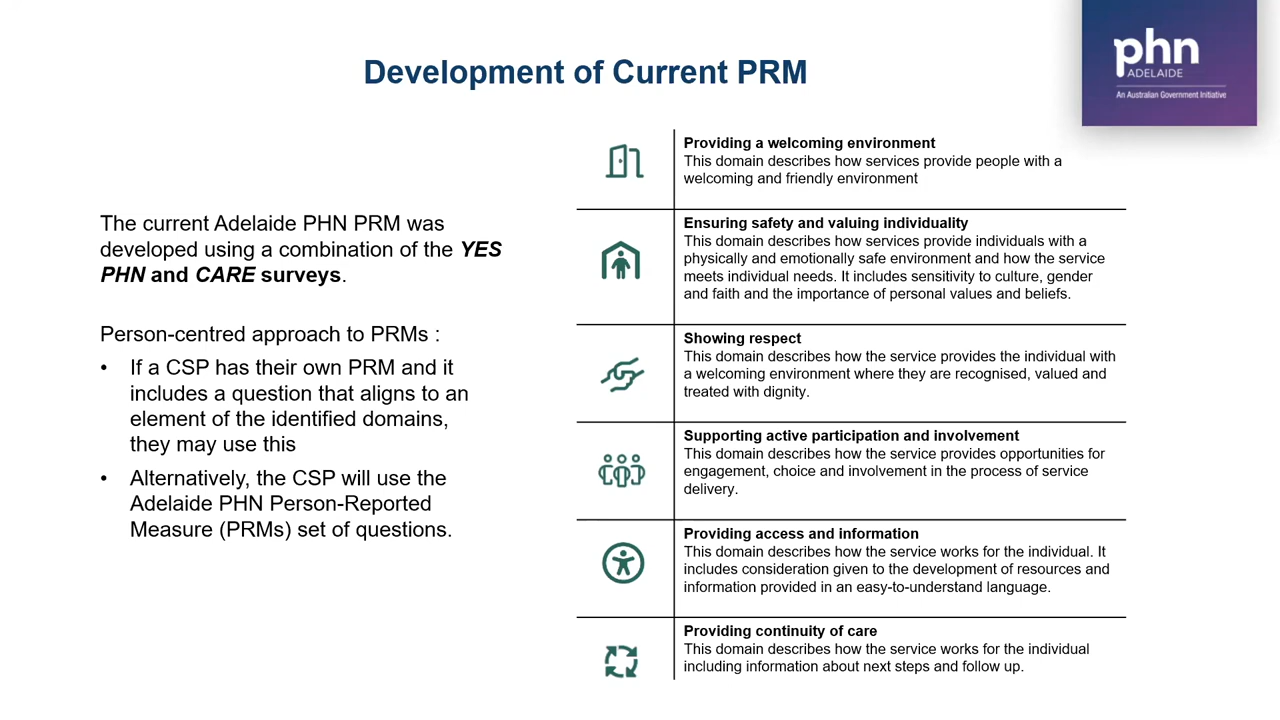 phn
ADELAIDE
An Australian Government Initiative
Development of Current PRM
The current Adelaide PHN PRM was
developed using a combination of the YES
PHN and CARE surveys.
Person-centred approach to PRMs :
• If a CSP has their own PRM and it
includes a question that aligns to an
element of the identified domains,
they may use this
• Alternatively, the CSP will use the
Adelaide PHN Person-Reported
Measure (PRMs) set of questions.
Providing a welcoming environment
This domain describes how services provide people with a
welcoming and friendly environment
Ensuring safety and valuing individuality
This domain describes how services provide individuals with a
physically and emotionally safe environment and how the service
meets individual needs. It includes sensitivity to culture, gender
and faith and the importance of personal values and beliefs.
Showing respect
This domain describes how the service provides the individual with
a welcoming environment where they are recognised, valued and
treated with dignity.
Supporting active participation and involvement
This domain describes how the service provides opportunities for
engagement, choice and involvement in the process of service
delivery.
Providing access and information
This domain describes how the service works for the individual. It
includes consideration given to the development of resources and
information provided in an easy-to-understand language.
Providing continuity of care
This domain describes how the service works for the individual
including information about next steps and follow up.